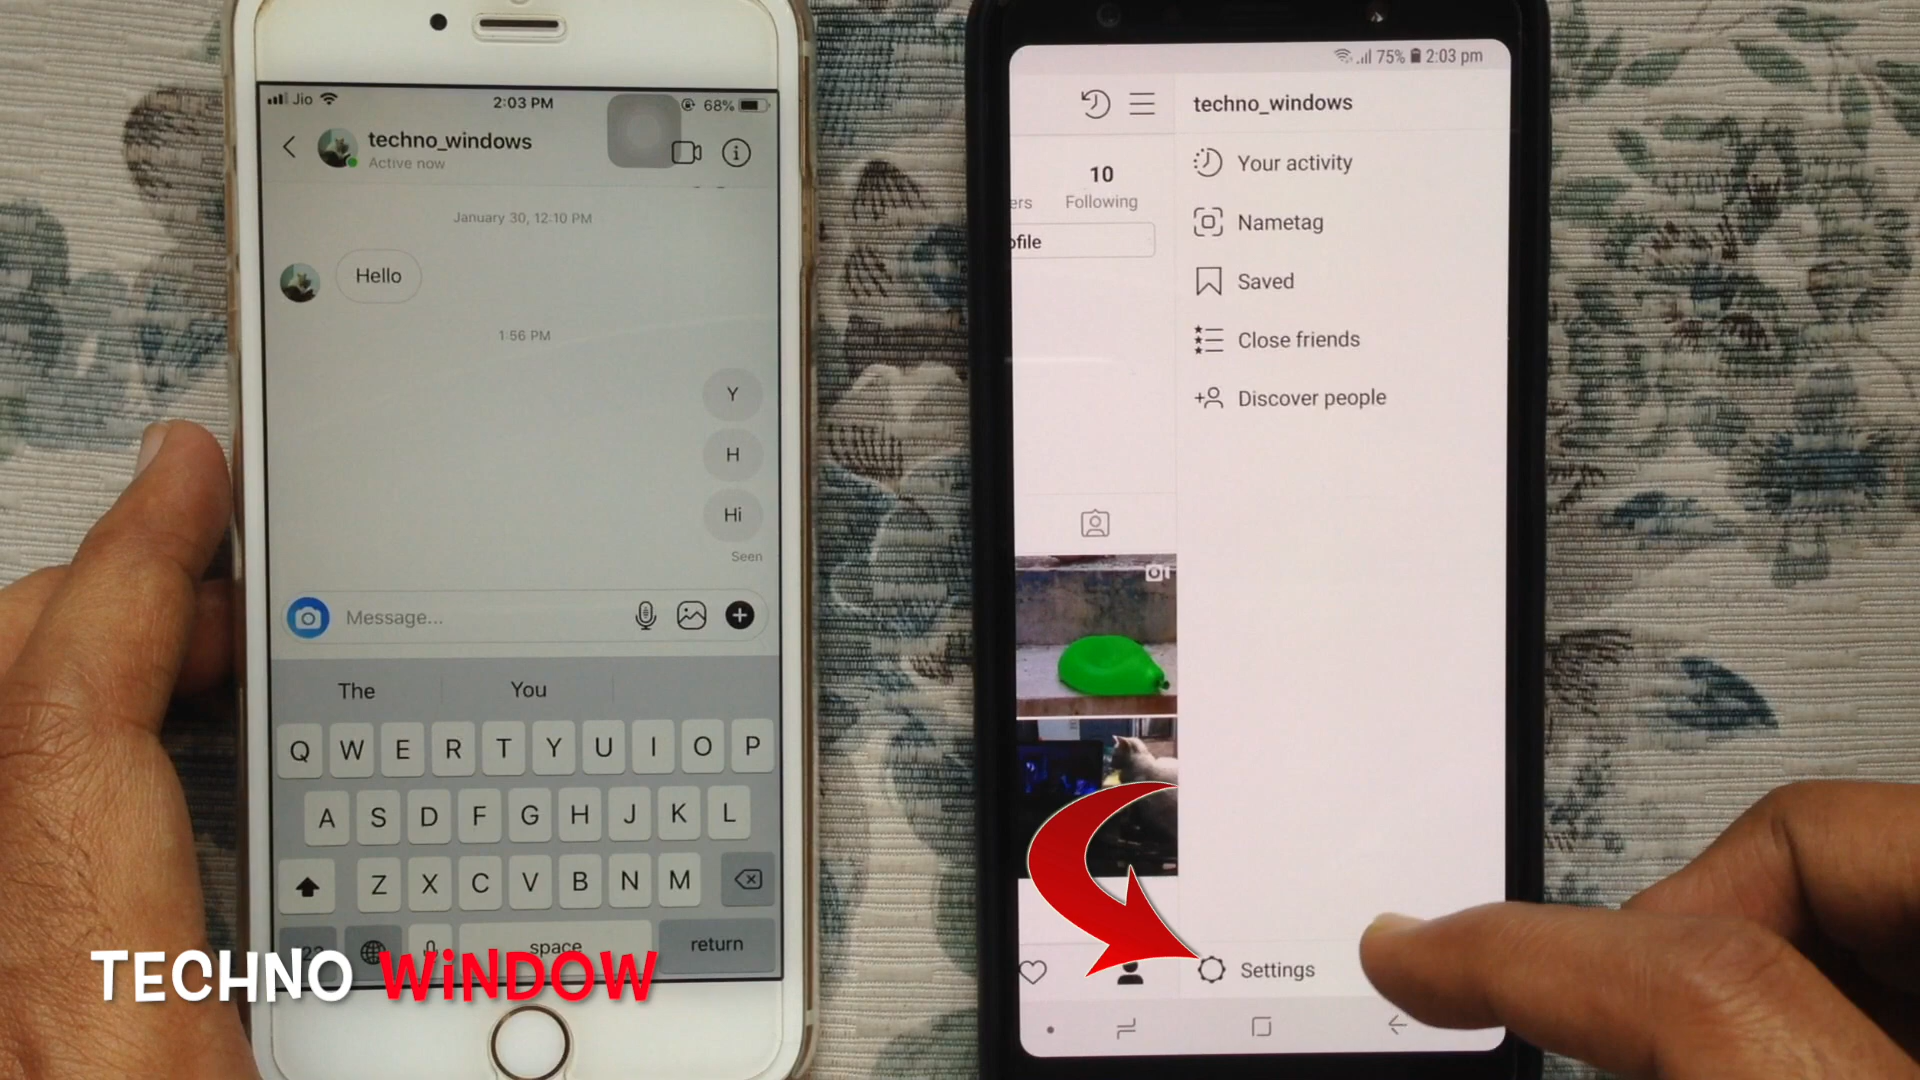 Jio 2:03 PM 68%
techno_windows
Active now
January 30, 12:10 PM
Hello
1:56 PM
Y
H
Hi
Seen
Message...
The You
Q W E R T Y U I O P
A S D F G H J K L
Z X C V B N M
space return
TECHNO WiNDOW
75% 2:03 pm
techno_windows
10
ers Following
ofile
Your activity
Nametag
Saved
Close friends
Discover people
Settings